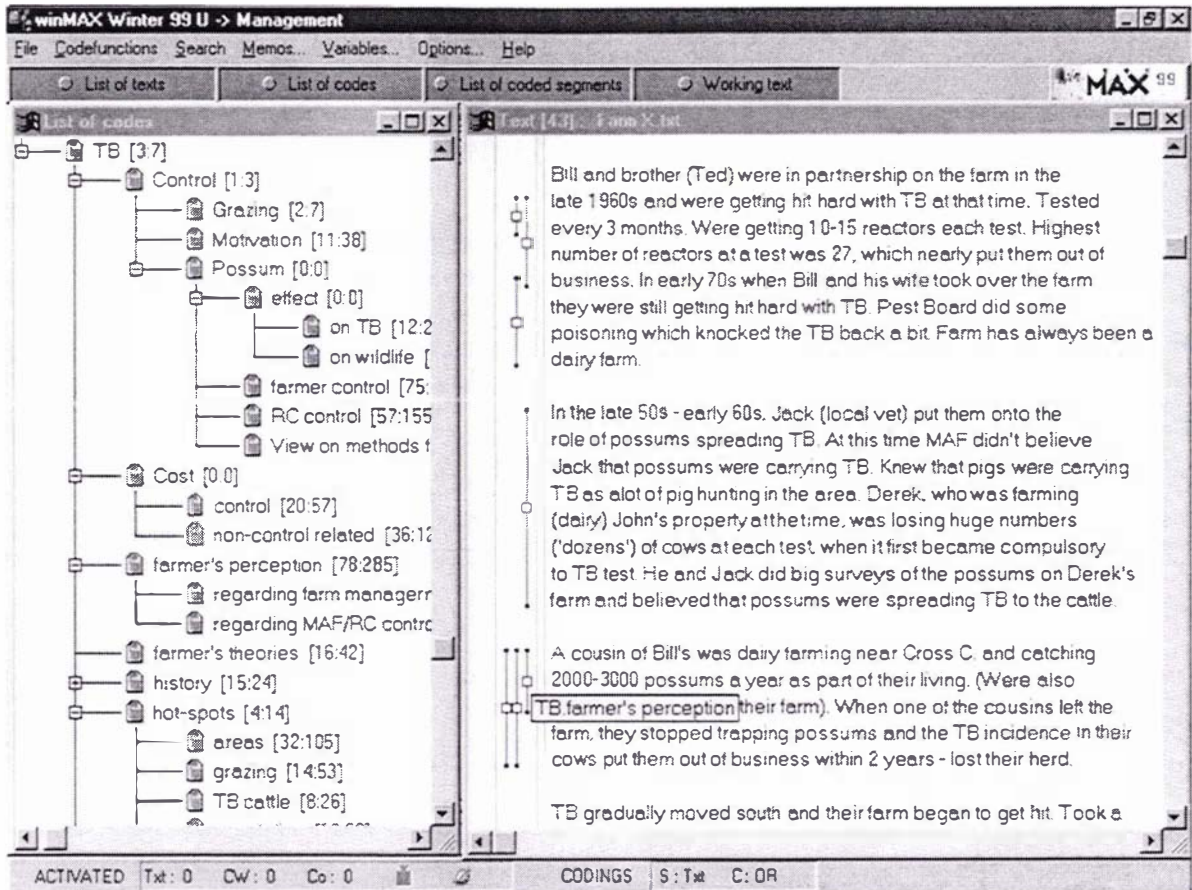 winMAX Winter 99 U -> Management
File Codefunctions Search Memos... Variables... Options... Help
List of texts List of codes List of coded segments Working text MAX 99
List of codes
TB [3:7]
Control [1:3]
Grazing [2:7]
Motivation [11:38]
Possum [0:0]
effect [0:0]
on TB [12:2
on wildlife [
farmer control [75:
RC control [57:155
View on methods f
Cost [0:0]
control [20:57]
non-control related [36:12
farmer's perception [78:285]
regarding farm managem
regarding MAF/RC contro
farmer's theories [16:42]
history [15:24]
hot-spots [4:14]
areas [32:105]
grazing [14:53]
TB cattle [8:26]
Text [43] : Farm X.txt
Bill and brother (Ted) were in partnership on the farm in the
late 1960s and were getting hit hard with TB at that time. Tested
every 3 months. Were getting 10-15 reactors each test. Highest
number of reactors at a test was 27, which nearly put them out of
business. In early 70s when Bill and his wife took over the farm
they were still getting hit hard with TB. Pest Board did some
poisoning which knocked the TB back a bit. Farm has always been a
dairy farm.
In the late 50s - early 60s, Jack (local vet) put them onto the
role of possums spreading TB. At this time MAF didn't believe
Jack that possums were carrying TB. Knew that pigs were carrying
TB as alot of pig hunting in the area. Derek, who was farming
(dairy) John's property at the time, was losing huge numbers
('dozens') of cows at each test when it first became compulsory
to TB test. He and Jack did big surveys of the possums on Derek's
farm and believed that possums were spreading TB to the cattle.
A cousin of Bill's was dairy farming near Cross C. and catching
2000-3000 possums a year as part of their living. (Were also
TB.farmer's perception their farm). When one of the cousins left the
farm, they stopped trapping possums and the TB incidence in their
cows put them out of business within 2 years - lost their herd.
TB gradually moved south and their farm began to get hit. Took a
ACTIVATED Txt: 0 CW: 0 Co: 0 CODINGS S: Txt C: OR